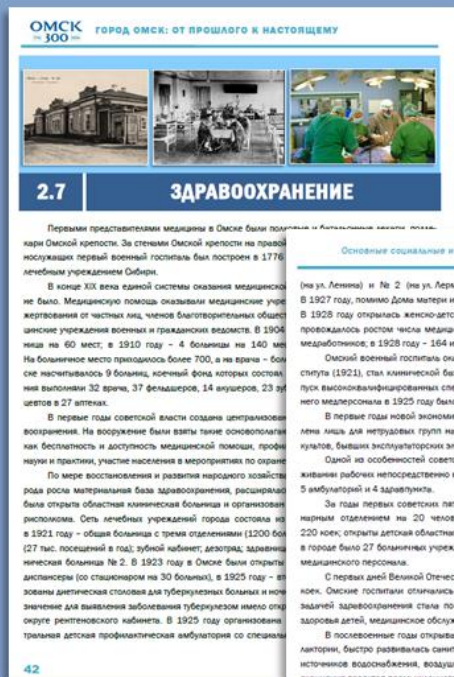 ОМСК
300
ГОРОД ОМСК: ОТ ПРОШЛОГО К НАСТОЯЩЕМУ
2.7
ЗДРАВООХРАНЕНИЕ
Первыми представителями медицины в Омске были полковые и батальонные лекари, подле-
кари Омской крепости. За стенами Омской крепости на правой
нослужащих первый военный госпиталь был построен в 1776
лечебным учреждением Сибири.
В конце XIX века единой системы оказания медицинской
не было. Медицинскую помощь оказывали медицинские учре
жертвования от частных лиц, членов благотворительных общест
цинские учреждения военных и гражданских ведомств. В 1904
ница на 60 мест; в 1910 году – 4 больницы на 140 мес
На больничное место приходилось более 700, а на врача – бол
ске насчитывалось 9 больниц, коечный фонд которых состоял
ния выполняли 32 врача, 37 фельдшеров, 14 акушеров, 23 зуб
цевтов в 27 аптеках.
В первые годы советской власти создана централизован
воохранения. На вооружение были взяты такие основополагаю
как бесплатность и доступность медицинской помощи, профи
науки и практики, участие населения в мероприятиях по охране
По мере восстановления и развития народного хозяйства
рода росла материальная база здравоохранения, расширялас
была открыта областная клиническая больница и организован
рисполкома. Сеть лечебных учреждений города состояла из
в 1921 году – общая больница с тремя отделениями (1200 бол
(27 тыс. посещений в год); зубной кабинет; дезотряд; здравниц
ническая больница № 2. В 1923 году в Омске были открыты
диспансеры (со стационаром на 30 больных), в 1925 году – вт
зованы диетическая столовая для туберкулезных больных и ноч
значение для выявления заболевания туберкулезом имело откр
округе рентгеновского кабинета. В 1925 году организована
тральная детская профилактическая амбулатория со специаль
42
Основные социальные и
(на ул. Ленина) и № 2 (на ул. Лерм
В 1927 году, помимо Дома матери и
В 1928 году открылась женско-детс
провождалось ростом числа медици
медработников; в 1928 году – 164 и
Омский военный госпиталь ока
ститута (1921), стал клинической ба
пуск высококвалифицированных спе
него медперсонала в 1925 году было
В первые годы новой экономи
лена лишь для нетрудовых групп на
культов, бывших эксплуататорских эл
Одной из особенностей советс
живании рабочих непосредственно н
5 амбулаторий и 4 здравпункта.
За годы первых советских пят
нарным отделением на 20 челов
220 коек; открыты детская областная
в городе было 27 больничных учреж
медицинского персонала.
С первых дней Великой Отечес
коек. Омские госпитали отличались
задачей здравоохранения стала по
здоровья детей, медицинское обслуж
В послевоенные годы открыва
лактории, быстро развивалась санит
источников водоснабжения, воздуш